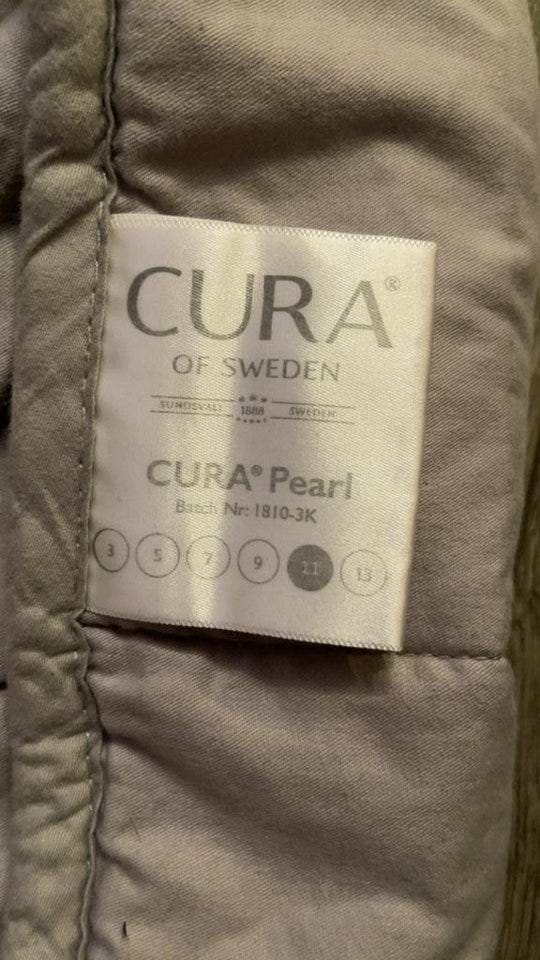 CURA®
OF SWEDEN
SUNDSVALL 1888 SWEDEN
CURA® Pearl
Batch Nr: 1810-3K
3 5 7 9 11 13